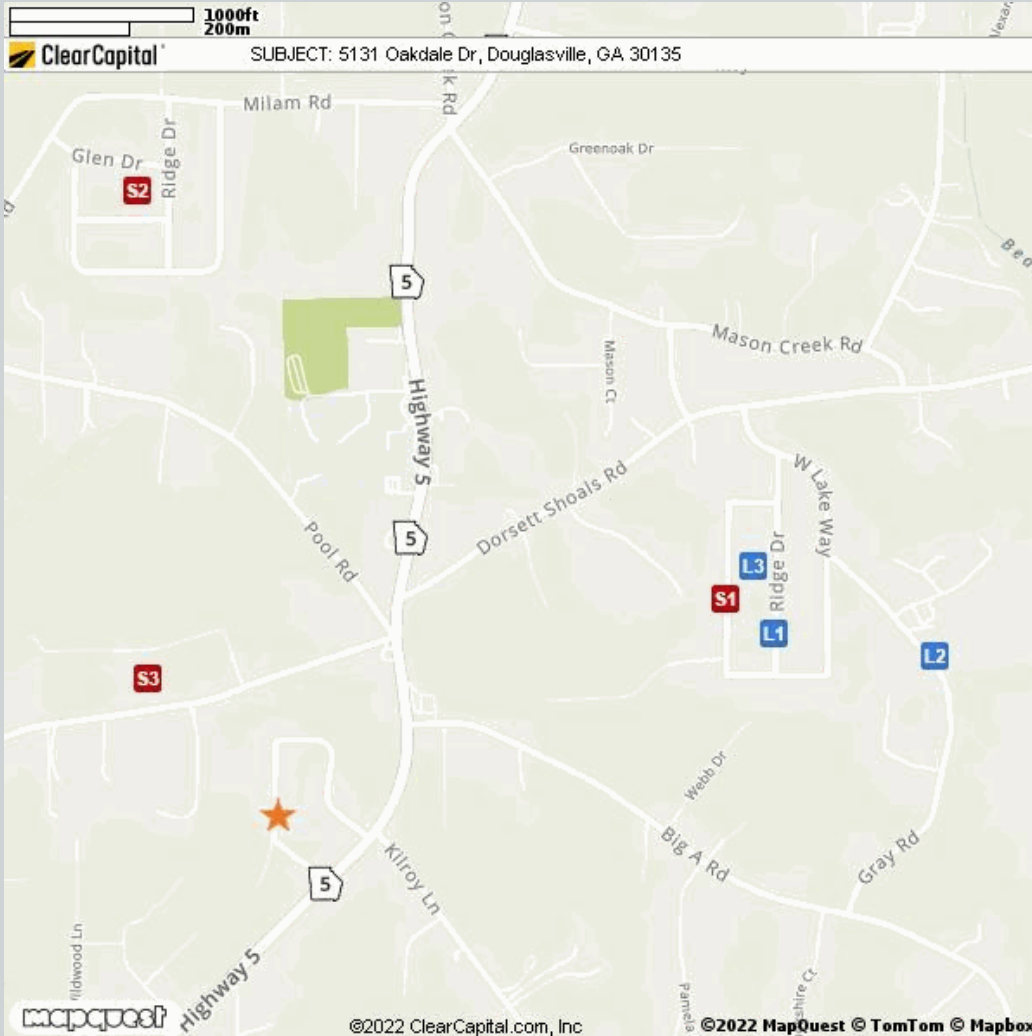 1000ft
200m
ClearCapital
SUBJECT: 5131 Oakdale Dr, Douglasville, GA 30135
Milam Rd
Glen Dr
Ridge Dr
S2
Greenoak Dr
5
Mason Creek Rd
Mason Ct
Highway 5
W Lake Way
Dorsett Shoals Rd
5
Pool Rd
L3
Ridge Dr
S1
L1
L2
S3
Webb Dr
Big A Rd
Gray Rd
5
Kilroy Ln
Highway 5
Pamela
mapquest
©2022 ClearCapital.com, Inc
©2022 MapQuest © TomTom © Mapbox